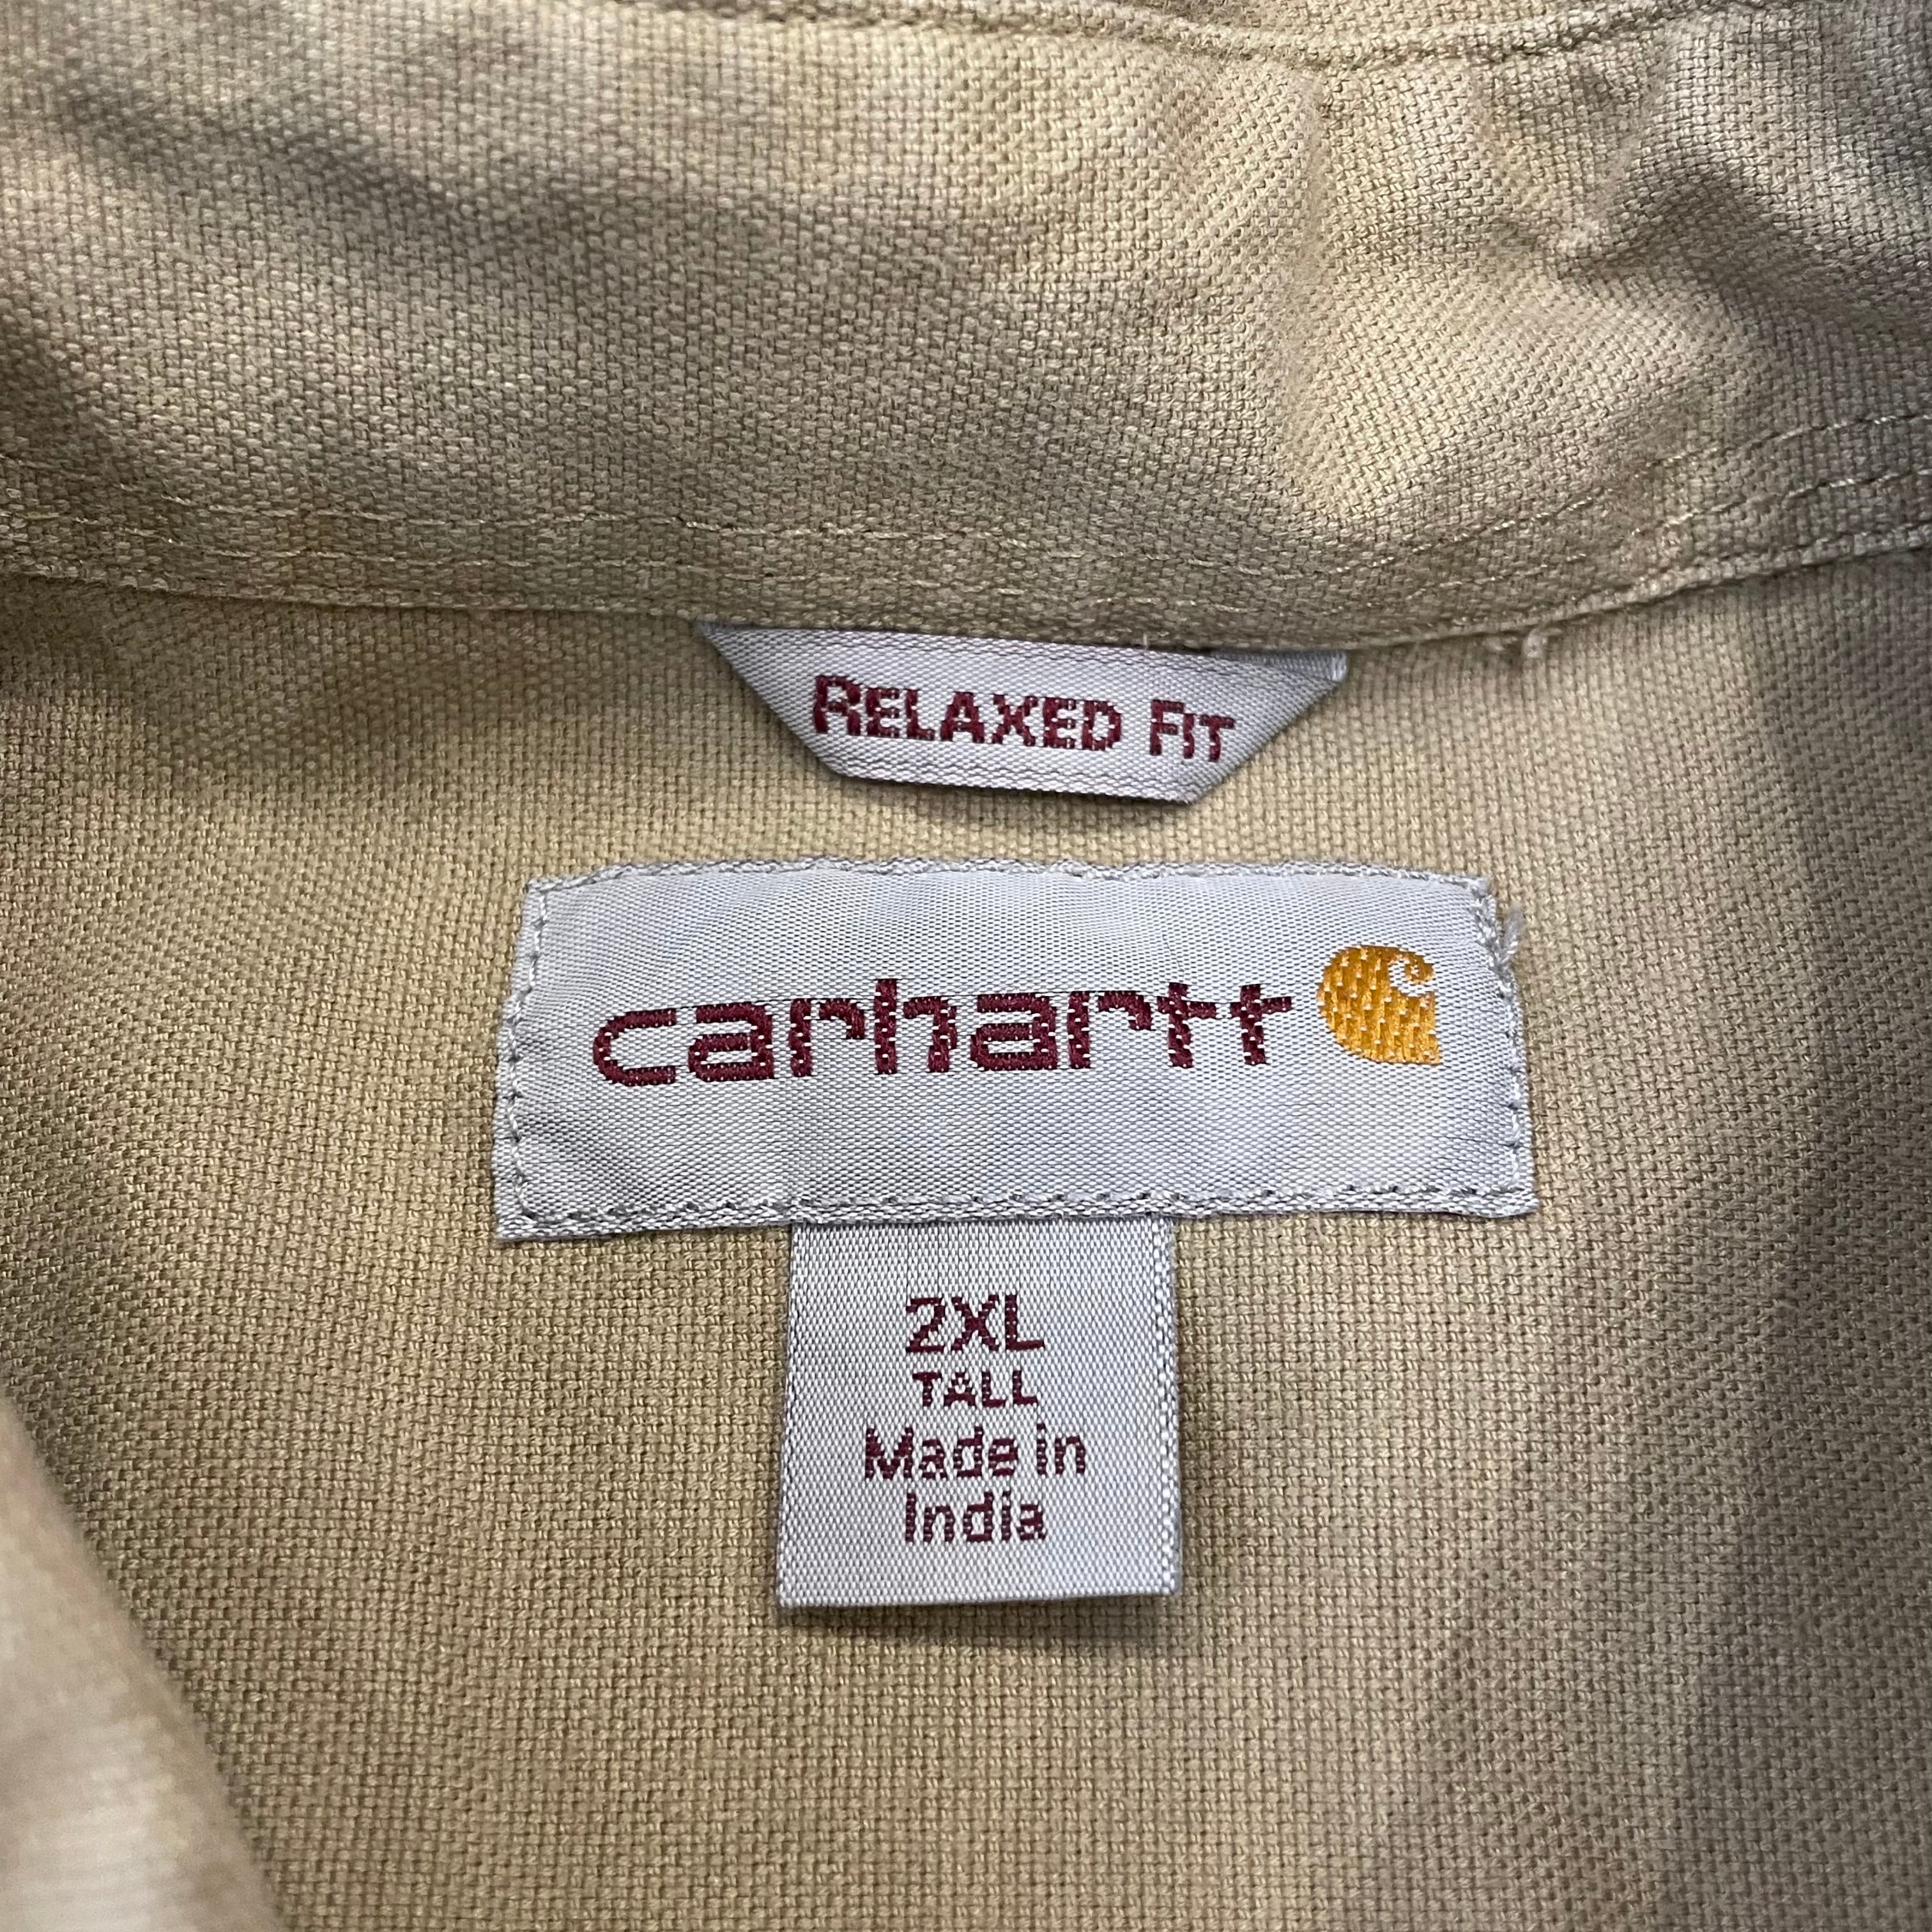 RELAXED FIT
carhartt
2XL
TALL
Made in
India